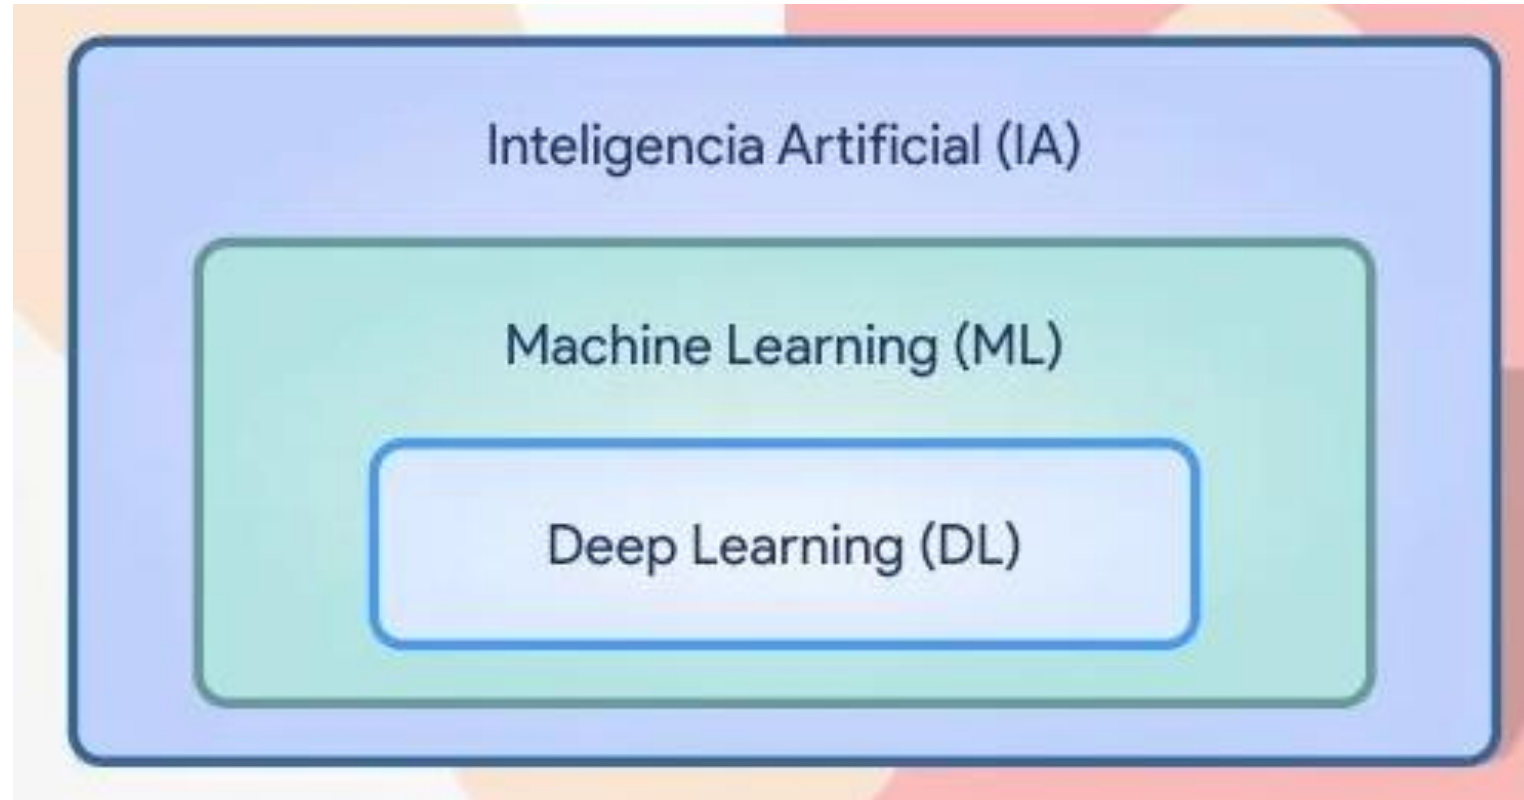 Inteligencia Artificial (IA)
Machine Learning (ML)
Deep Learning (DL)